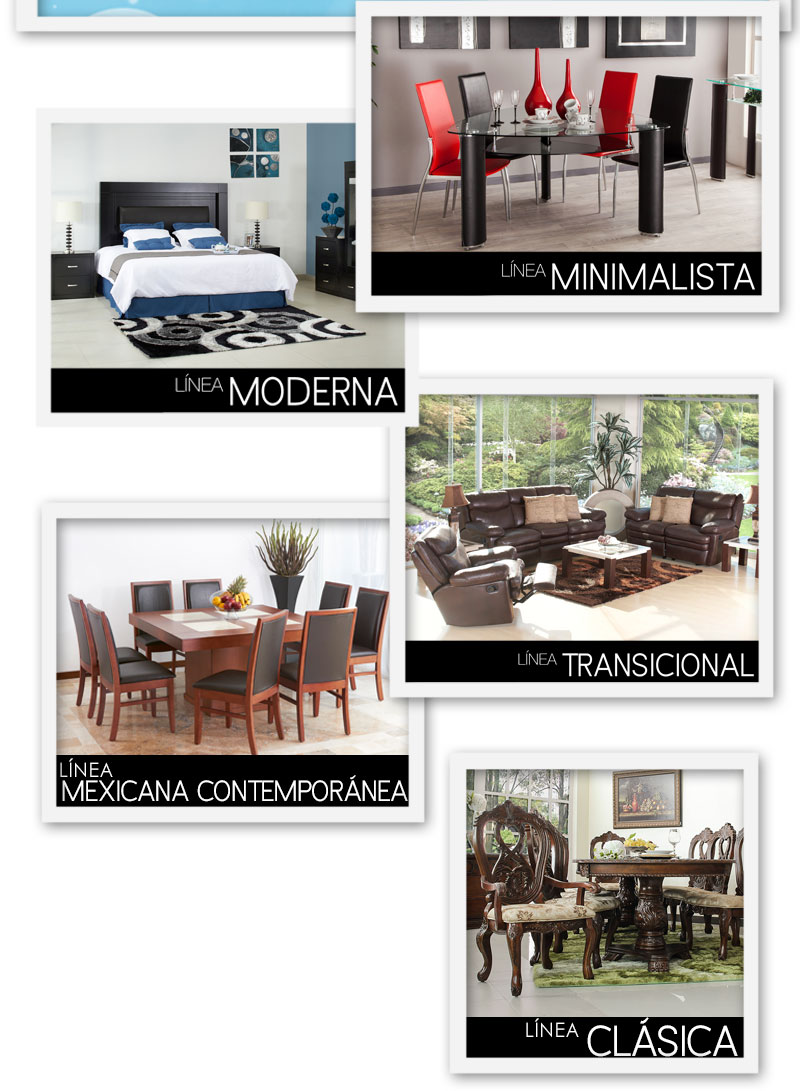 LÍNEA MINIMALISTA
LÍNEA MODERNA
LÍNEA TRANSICIONAL
LÍNEA
MEXICANA CONTEMPORÁNEA
LÍNEA CLÁSICA